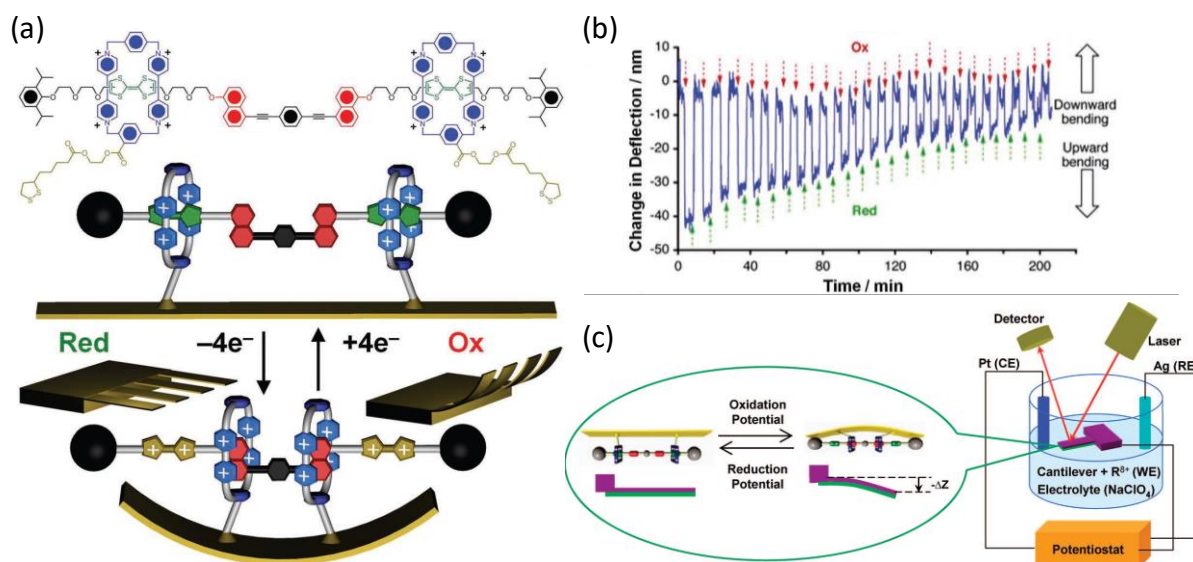 (a)
+
N
N
+
+
N
N
+
S
S
S
S
O
O
O
O
O
O
+
N
N
+
+
N
N
+
S
S
S
S
O
O
O
O
O
O
O
O
O
O
O
O
O
O
S
S
S
S
+
+
+
+
Red
–4e⁻
+4e⁻
Ox
+
+
+
+
+
+
+
+
(b)
Change in Deflection / nm
10
0
-10
-20
-30
-40
-50
Ox
Red
0
40
80
120
160
200
Time / min
Downward
bending
Upward
bending
(c)
Detector
Laser
Pt (CE)
Ag (RE
Oxidation
Potential
Reduction
Potential
-ΔZ
Cantilever + R⁸⁺ (WE)
Electrolyte (NaClO₄)
Potentiostat